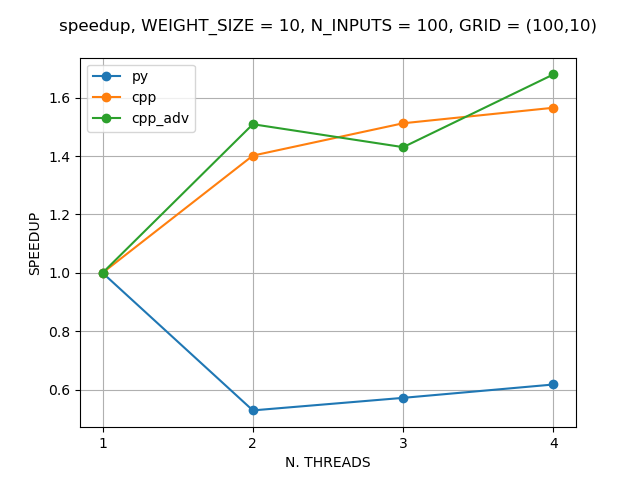 speedup, WEIGHT_SIZE = 10, N_INPUTS = 100, GRID = (100,10)
py
cpp
cpp_adv
1.6
1.4
1.2
1.0
0.8
0.6
SPEEDUP
1 2 3 4
N. THREADS